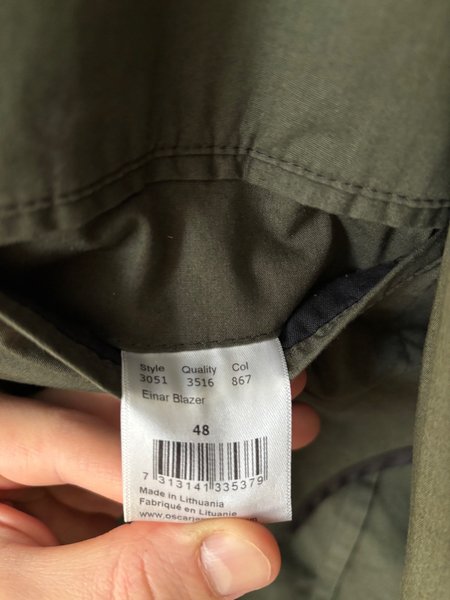 Style Quality Col
3051 3516 867
Einar Blazer
48
7 313141 335379
Made in Lithuania
Fabriqué en Lituanie